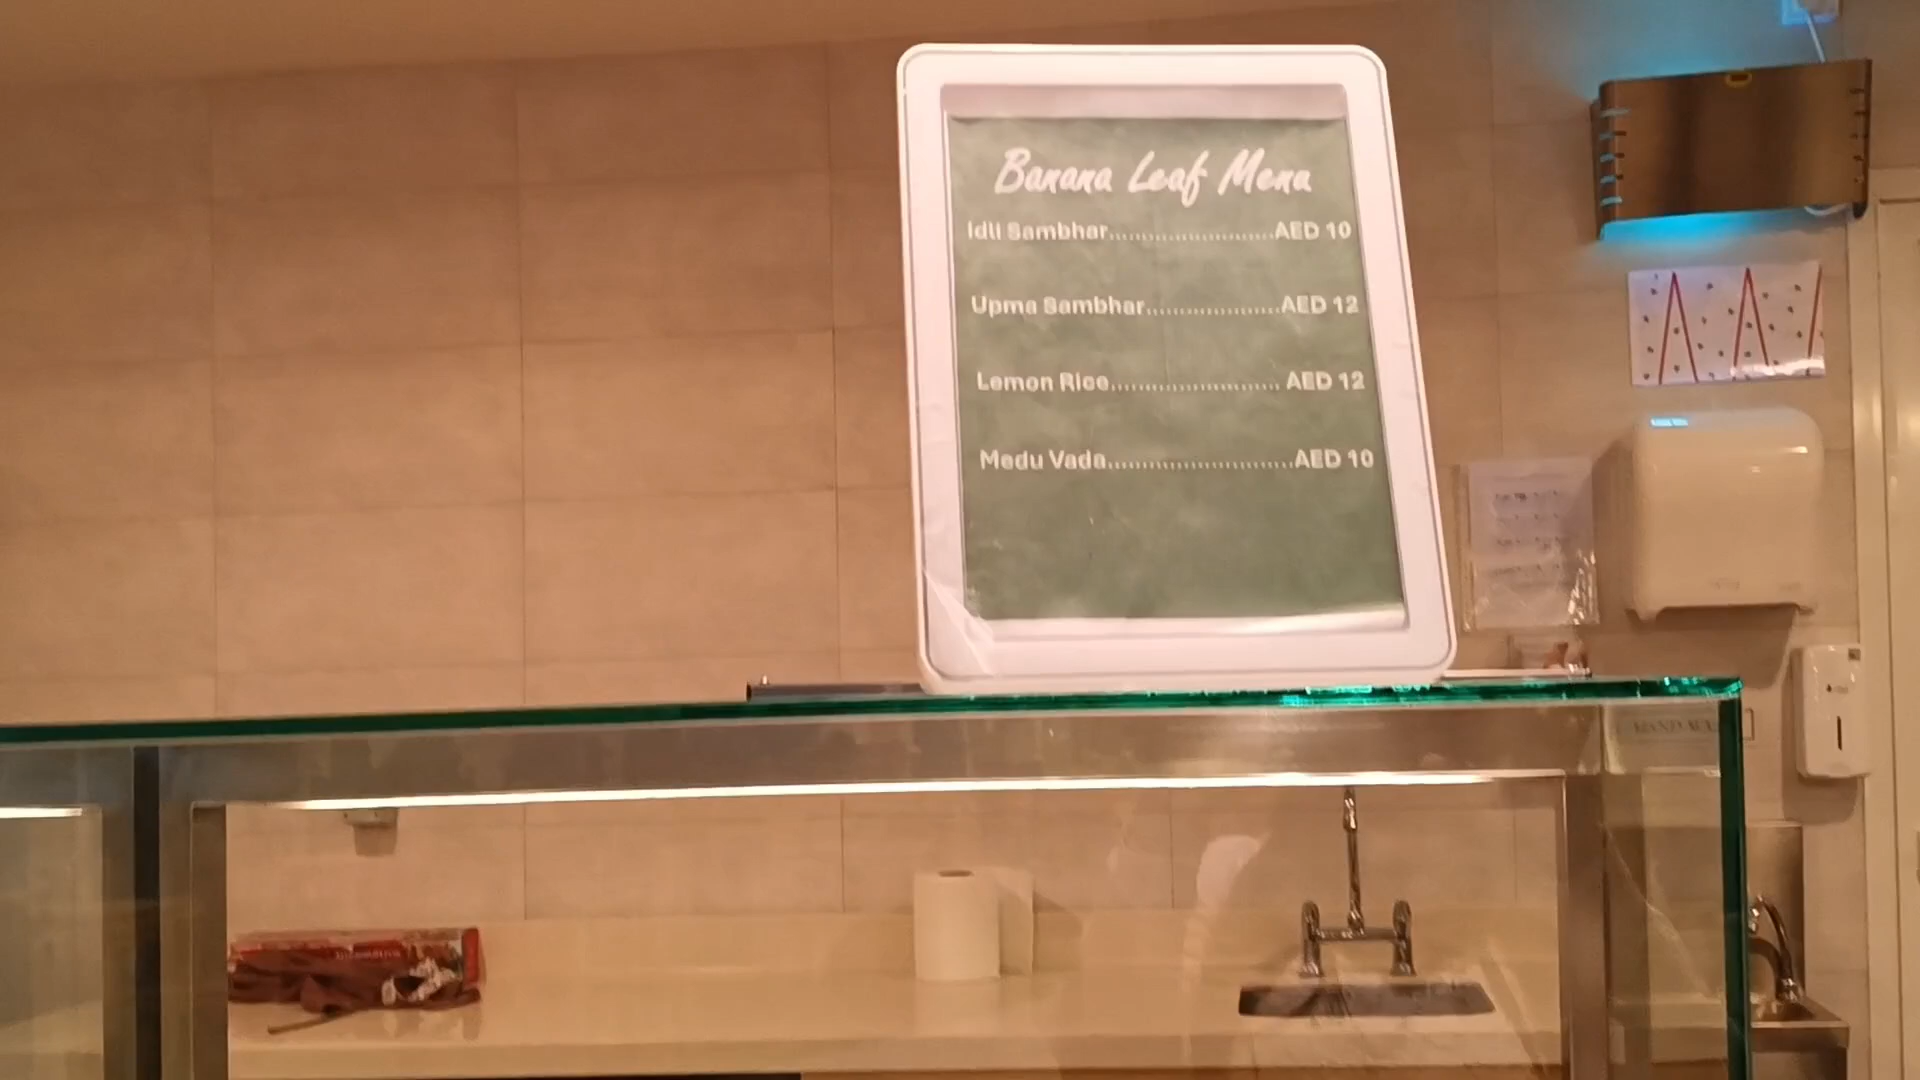 Banana Leaf Menu
Idli Sambhar........................AED 10
Upma Sambhar....................AED 12
Lemon Rice......................... AED 12
Medu Vada...........................AED 10